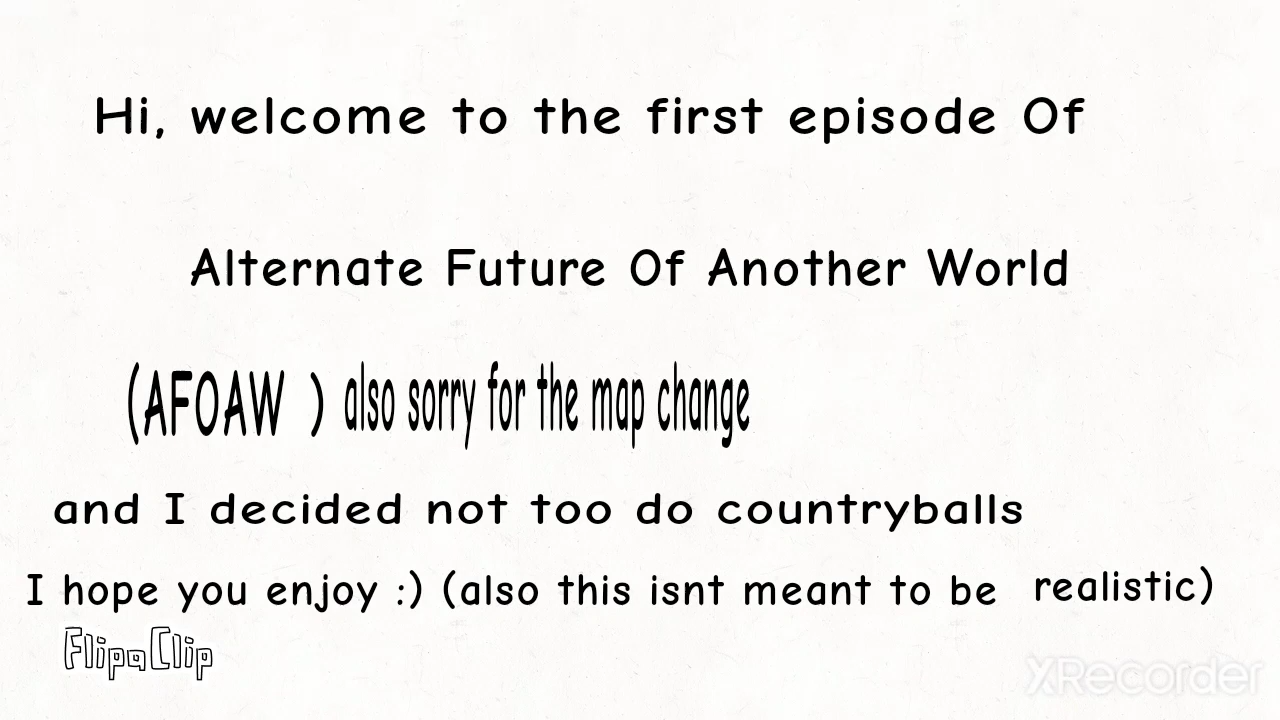 Hi, welcome to the first episode Of
Alternate Future Of Another World
(AFOAW ) also sorry for the map change
and I decided not too do countryballs
I hope you enjoy :) (also this isnt meant to be realistic)
FlipaClip
XRecorder